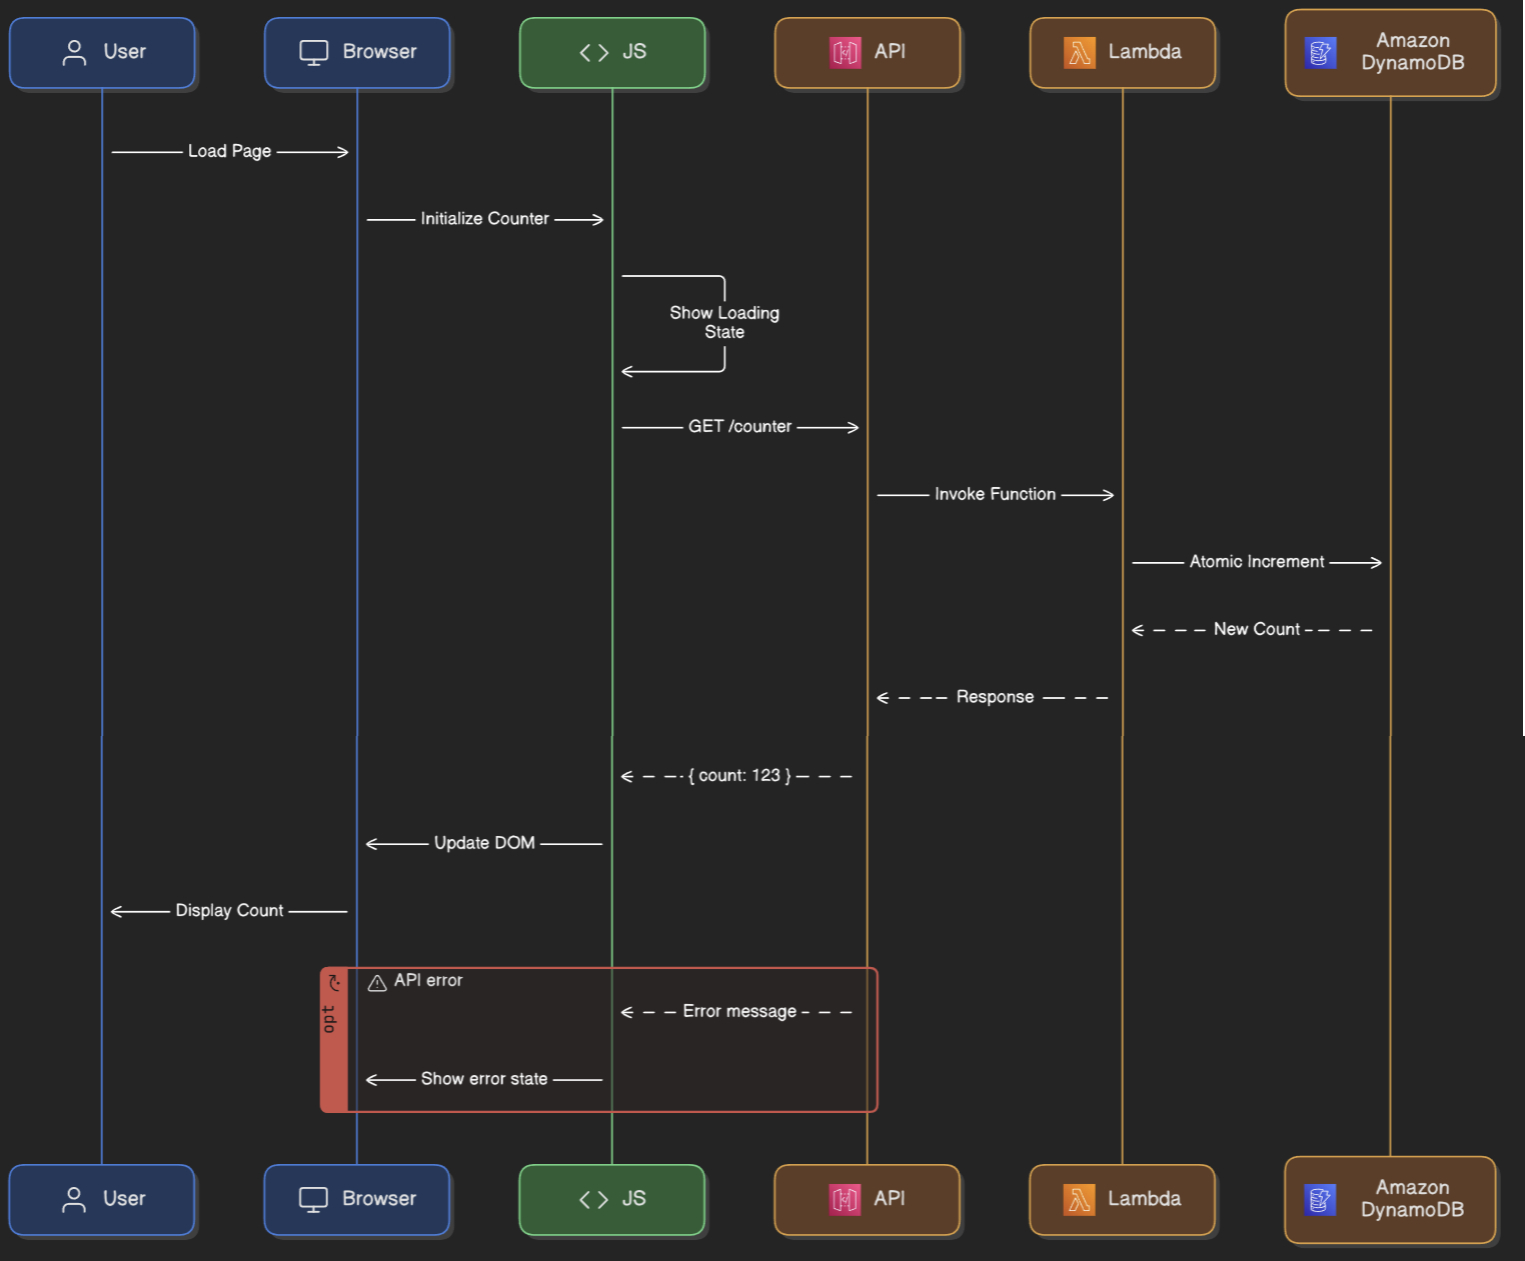 User
Browser
JS
API
Lambda
Amazon
DynamoDB
Load Page
Initialize Counter
Show Loading
State
GET /counter
Invoke Function
Atomic Increment
New Count
Response
{ count: 123 }
Update DOM
Display Count
opt
API error
Error message
Show error state
User
Browser
JS
API
Lambda
Amazon
DynamoDB